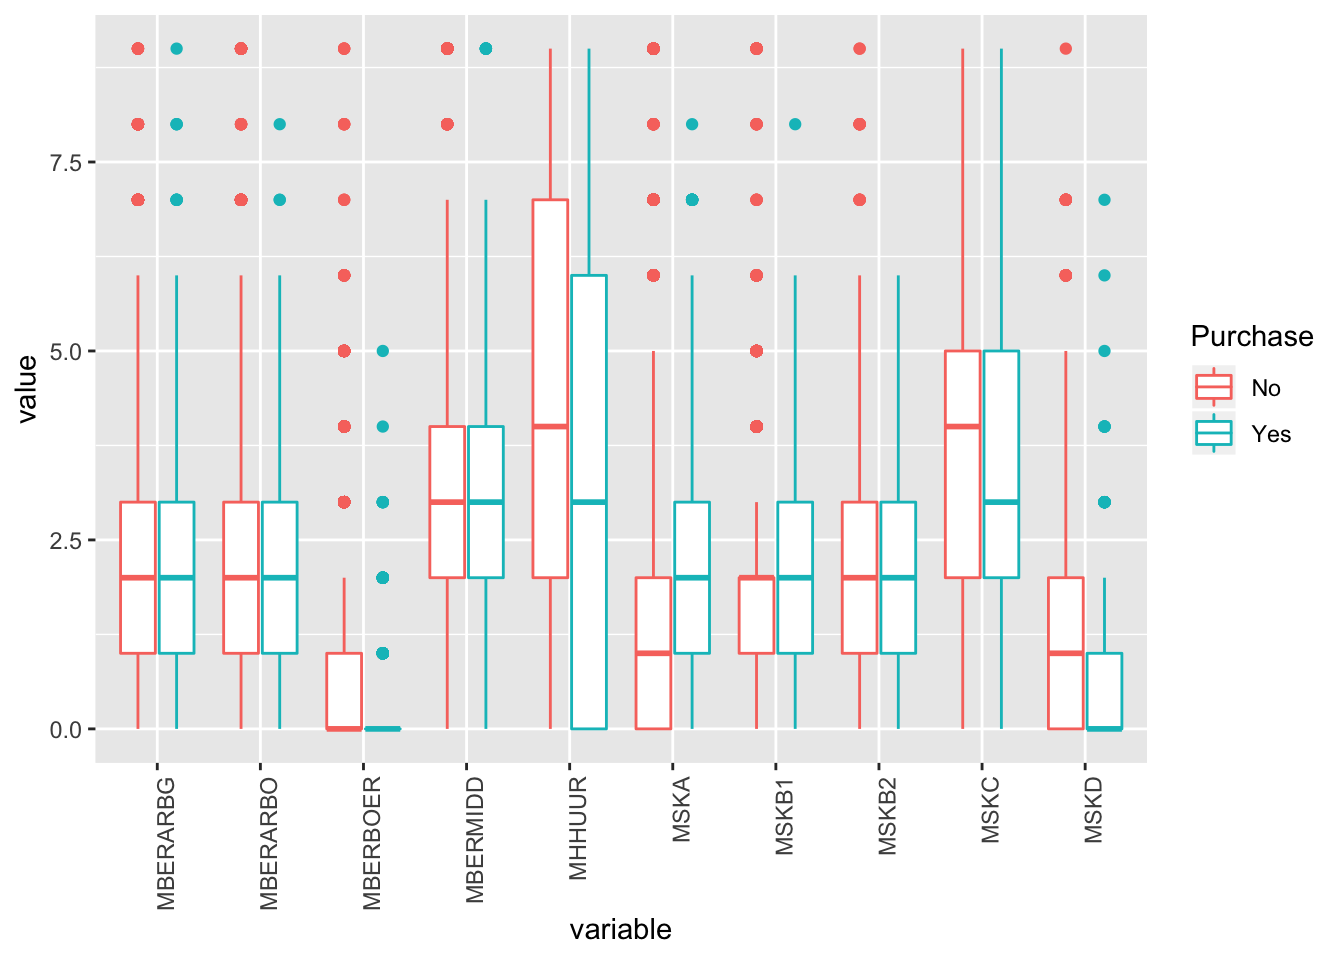 7.5
5.0
2.5
0.0
value
MBERARBG
MBERARBO
MBERBOER
MBERMIDD
MHHUUR
MSKA
MSKB1
MSKB2
MSKC
MSKD
variable
Purchase
No
Yes